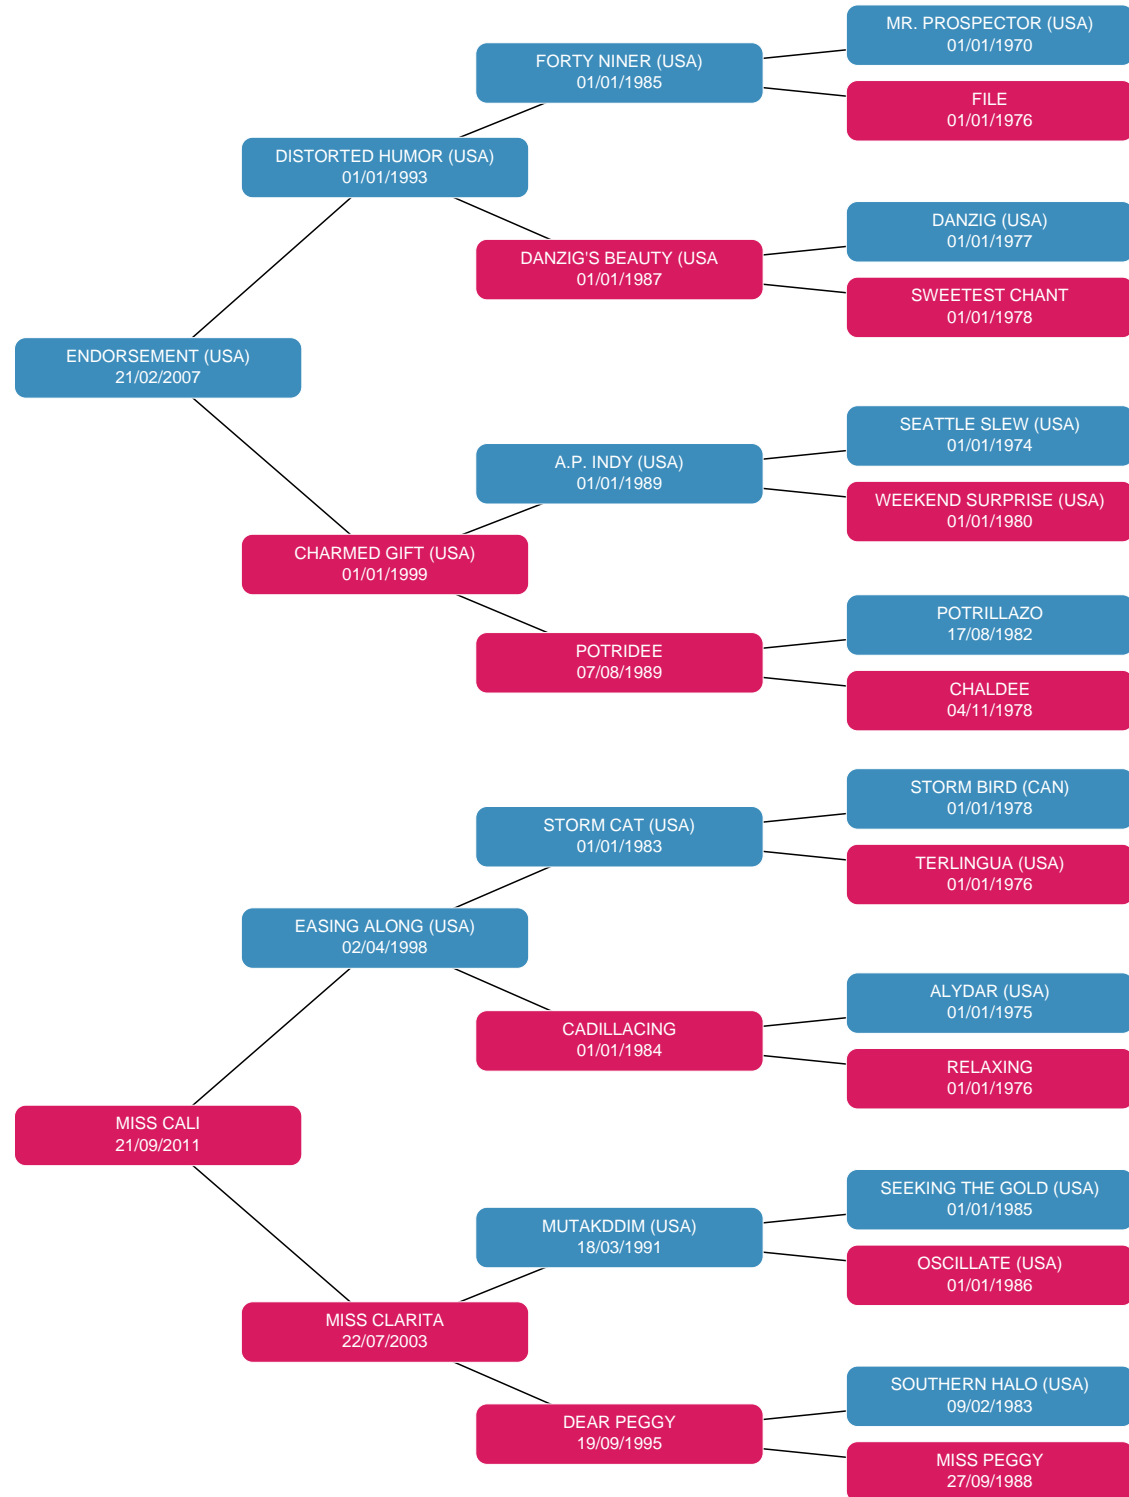 MR. PROSPECTOR (USA)
01/01/1970
FORTY NINER (USA)
01/01/1985
FILE
01/01/1976
DISTORTED HUMOR (USA)
01/01/1993
DANZIG (USA)
01/01/1977
DANZIG'S BEAUTY (USA
01/01/1987
SWEETEST CHANT
01/01/1978
ENDORSEMENT (USA)
21/02/2007
SEATTLE SLEW (USA)
01/01/1974
A.P. INDY (USA)
01/01/1989
WEEKEND SURPRISE (USA)
01/01/1980
CHARMED GIFT (USA)
01/01/1999
POTRILLAZO
17/08/1982
POTRIDEE
07/08/1989
CHALDEE
04/11/1978
STORM BIRD (CAN)
01/01/1978
STORM CAT (USA)
01/01/1983
TERLINGUA (USA)
01/01/1976
EASING ALONG (USA)
02/04/1998
ALYDAR (USA)
01/01/1975
CADILLACING
01/01/1984
RELAXING
01/01/1976
MISS CALI
21/09/2011
SEEKING THE GOLD (USA)
01/01/1985
MUTAKDDIM (USA)
18/03/1991
OSCILLATE (USA)
01/01/1986
MISS CLARITA
22/07/2003
SOUTHERN HALO (USA)
09/02/1983
DEAR PEGGY
19/09/1995
MISS PEGGY
27/09/1988